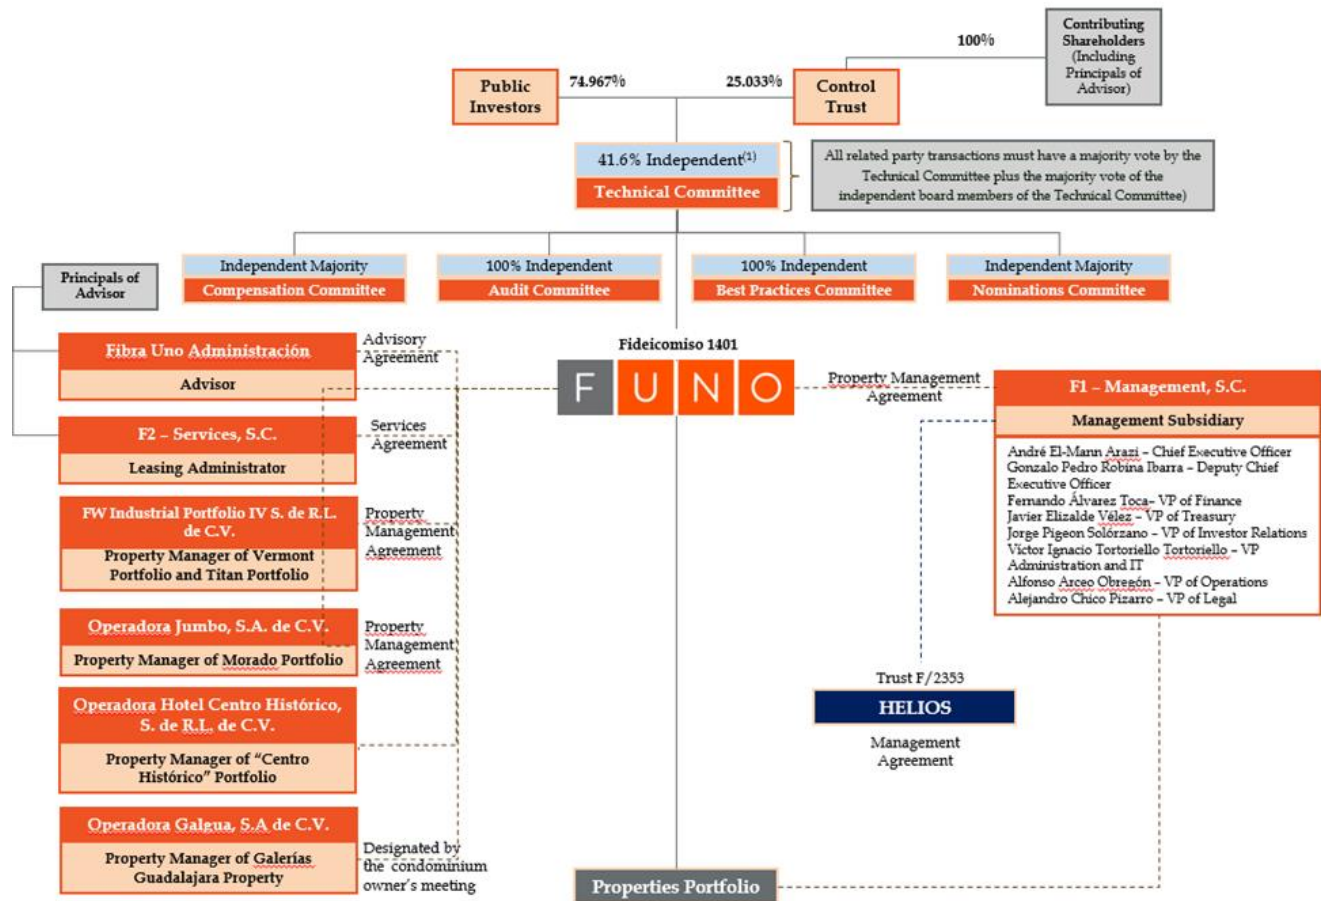 Contributing
Shareholders
(Including
Principals of
Advisor)
100%
Public
Investors
74.967%
25.033%
Control
Trust
41.6% Independent(1)
Technical Committee
All related party transactions must have a majority vote by the
Technical Committee plus the majority vote of the
independent board members of the Technical Committee)
Principals of
Advisor
Independent Majority
Compensation Committee
100% Independent
Audit Committee
100% Independent
Best Practices Committee
Independent Majority
Nominations Committee
Fibra Uno Administración
Advisor
Advisory
Agreement
Fideicomiso 1401
FUNO
Property Management
Agreement
F1 – Management, S.C.
Management Subsidiary
André El-Mann Arazi – Chief Executive Officer
Gonzalo Pedro Robina Ibarra – Deputy Chief
Executive Officer
Fernando Álvarez Toca– VP of Finance
Javier Elizalde Vélez – VP of Treasury
Jorge Pigeon Solórzano – VP of Investor Relations
Víctor Ignacio Tortoriello Tortoriello – VP
Administration and IT
Alfonso Arceo Obregón – VP of Operations
Alejandro Chico Pizarro – VP of Legal
F2 – Services, S.C.
Leasing Administrator
Services
Agreement
FW Industrial Portfolio IV S. de R.L.
de C.V.
Property Manager of Vermont
Portfolio and Titan Portfolio
Property
Management
Agreement
Operadora Jumbo, S.A. de C.V.
Property Manager of Morado Portfolio
Property
Management
Agreement
Operadora Hotel Centro Histórico,
S. de R.L. de C.V.
Property Manager of “Centro
Histórico” Portfolio
Trust F/2353
HELIOS
Management
Agreement
Operadora Galgua, S.A de C.V.
Property Manager of Galerías
Guadalajara Property
Designated by
the condominium
owner’s meeting
Properties Portfolio